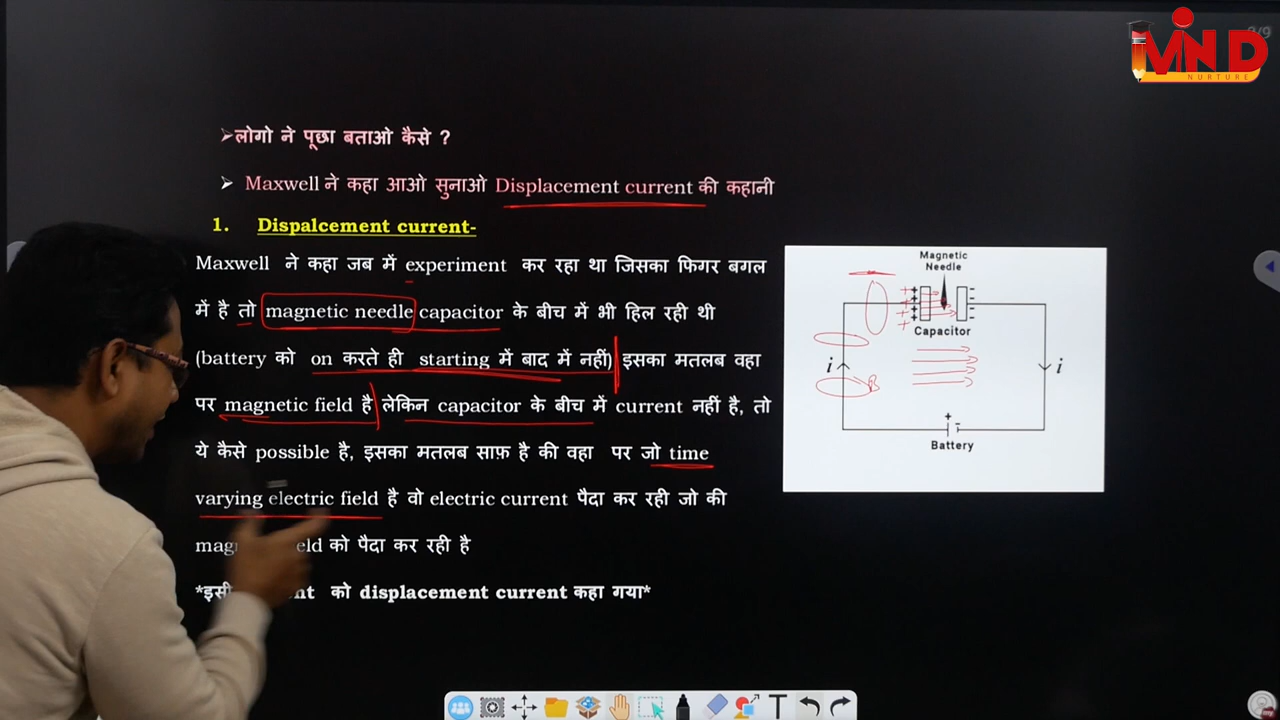 MIND
NURTURE
➢लोगो ने पूछा बताओ कैसे ?
➢ Maxwell ने कहा आओ सुनाओ Displacement current की कहानी
1. Dispalcement current-
Maxwell ने कहा जब में experiment कर रहा था जिसका फिगर बगल
में है तो magnetic needle capacitor के बीच में भी हिल रही थी
(battery को on करते ही starting में बाद में नहीं) इसका मतलब वहा
पर magnetic field है लेकिन capacitor के बीच में current नहीं है, तो
ये कैसे possible है, इसका मतलब साफ़ है की वहा पर जो time
varying electric field है वो electric current पैदा कर रही जो की
को पैदा कर रही है
को displacement current कहा गया*
Magnetic
Needle
+ -
+ -
+ -
+ -
Capacitor
i i
B
+ -
Battery
T